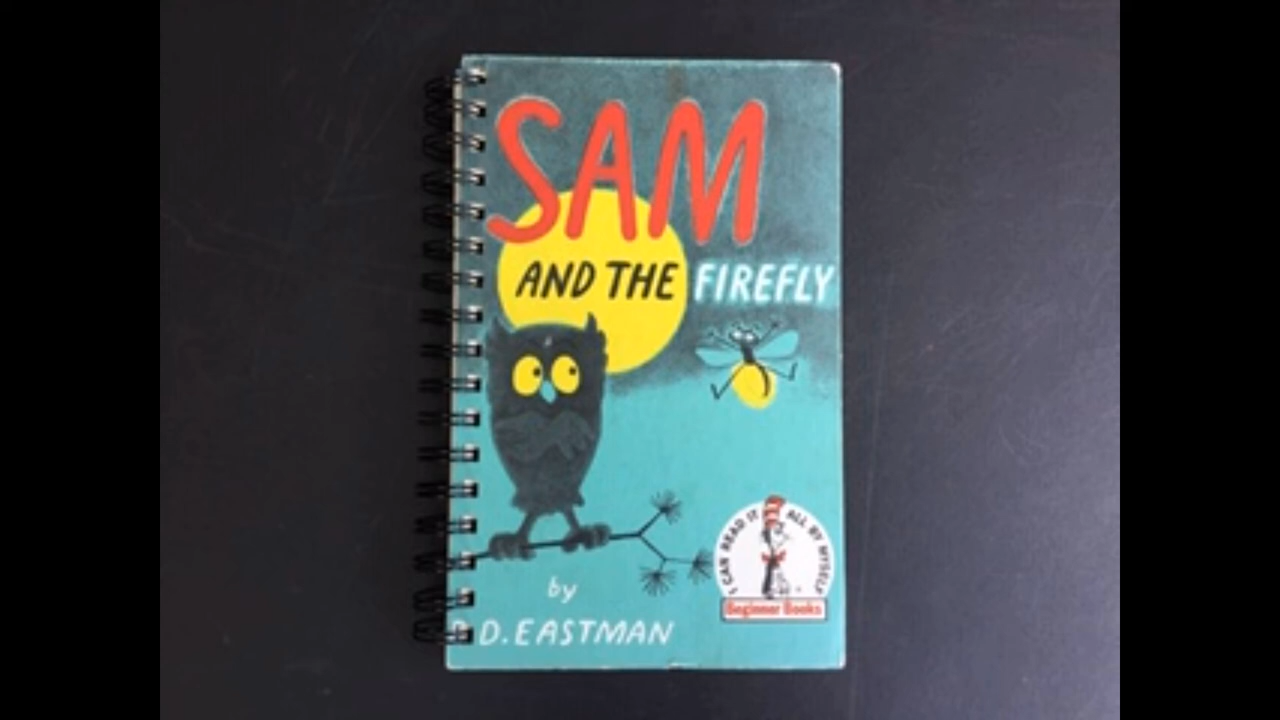 SAM
AND THE FIREFLY
by
P.D. EASTMAN
I CAN READ IT ALL BY MYSELF
Beginner Books